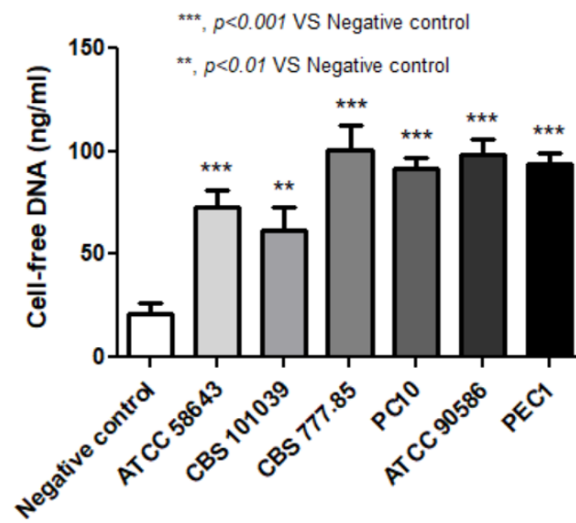 ***, p<0.001 VS Negative control
**, p<0.01 VS Negative control
Cell-free DNA (ng/ml)
150
100
50
0
***
**
***
***
***
***
Negative control
ATCC 58643
CBS 101039
CBS 777.85
PC10
ATCC 90586
PEC1